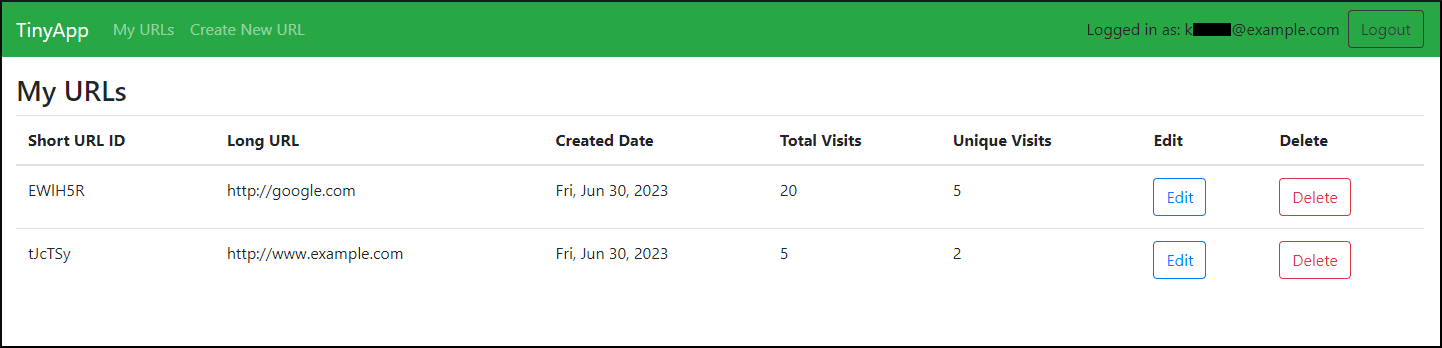 TinyApp My URLs Create New URL Logged in as: k @example.com Logout
My URLs
Short URL ID Long URL Created Date Total Visits Unique Visits Edit Delete
EWlH5R http://google.com Fri, Jun 30, 2023 20 5 Edit Delete
tJcTSy http://www.example.com Fri, Jun 30, 2023 5 2 Edit Delete